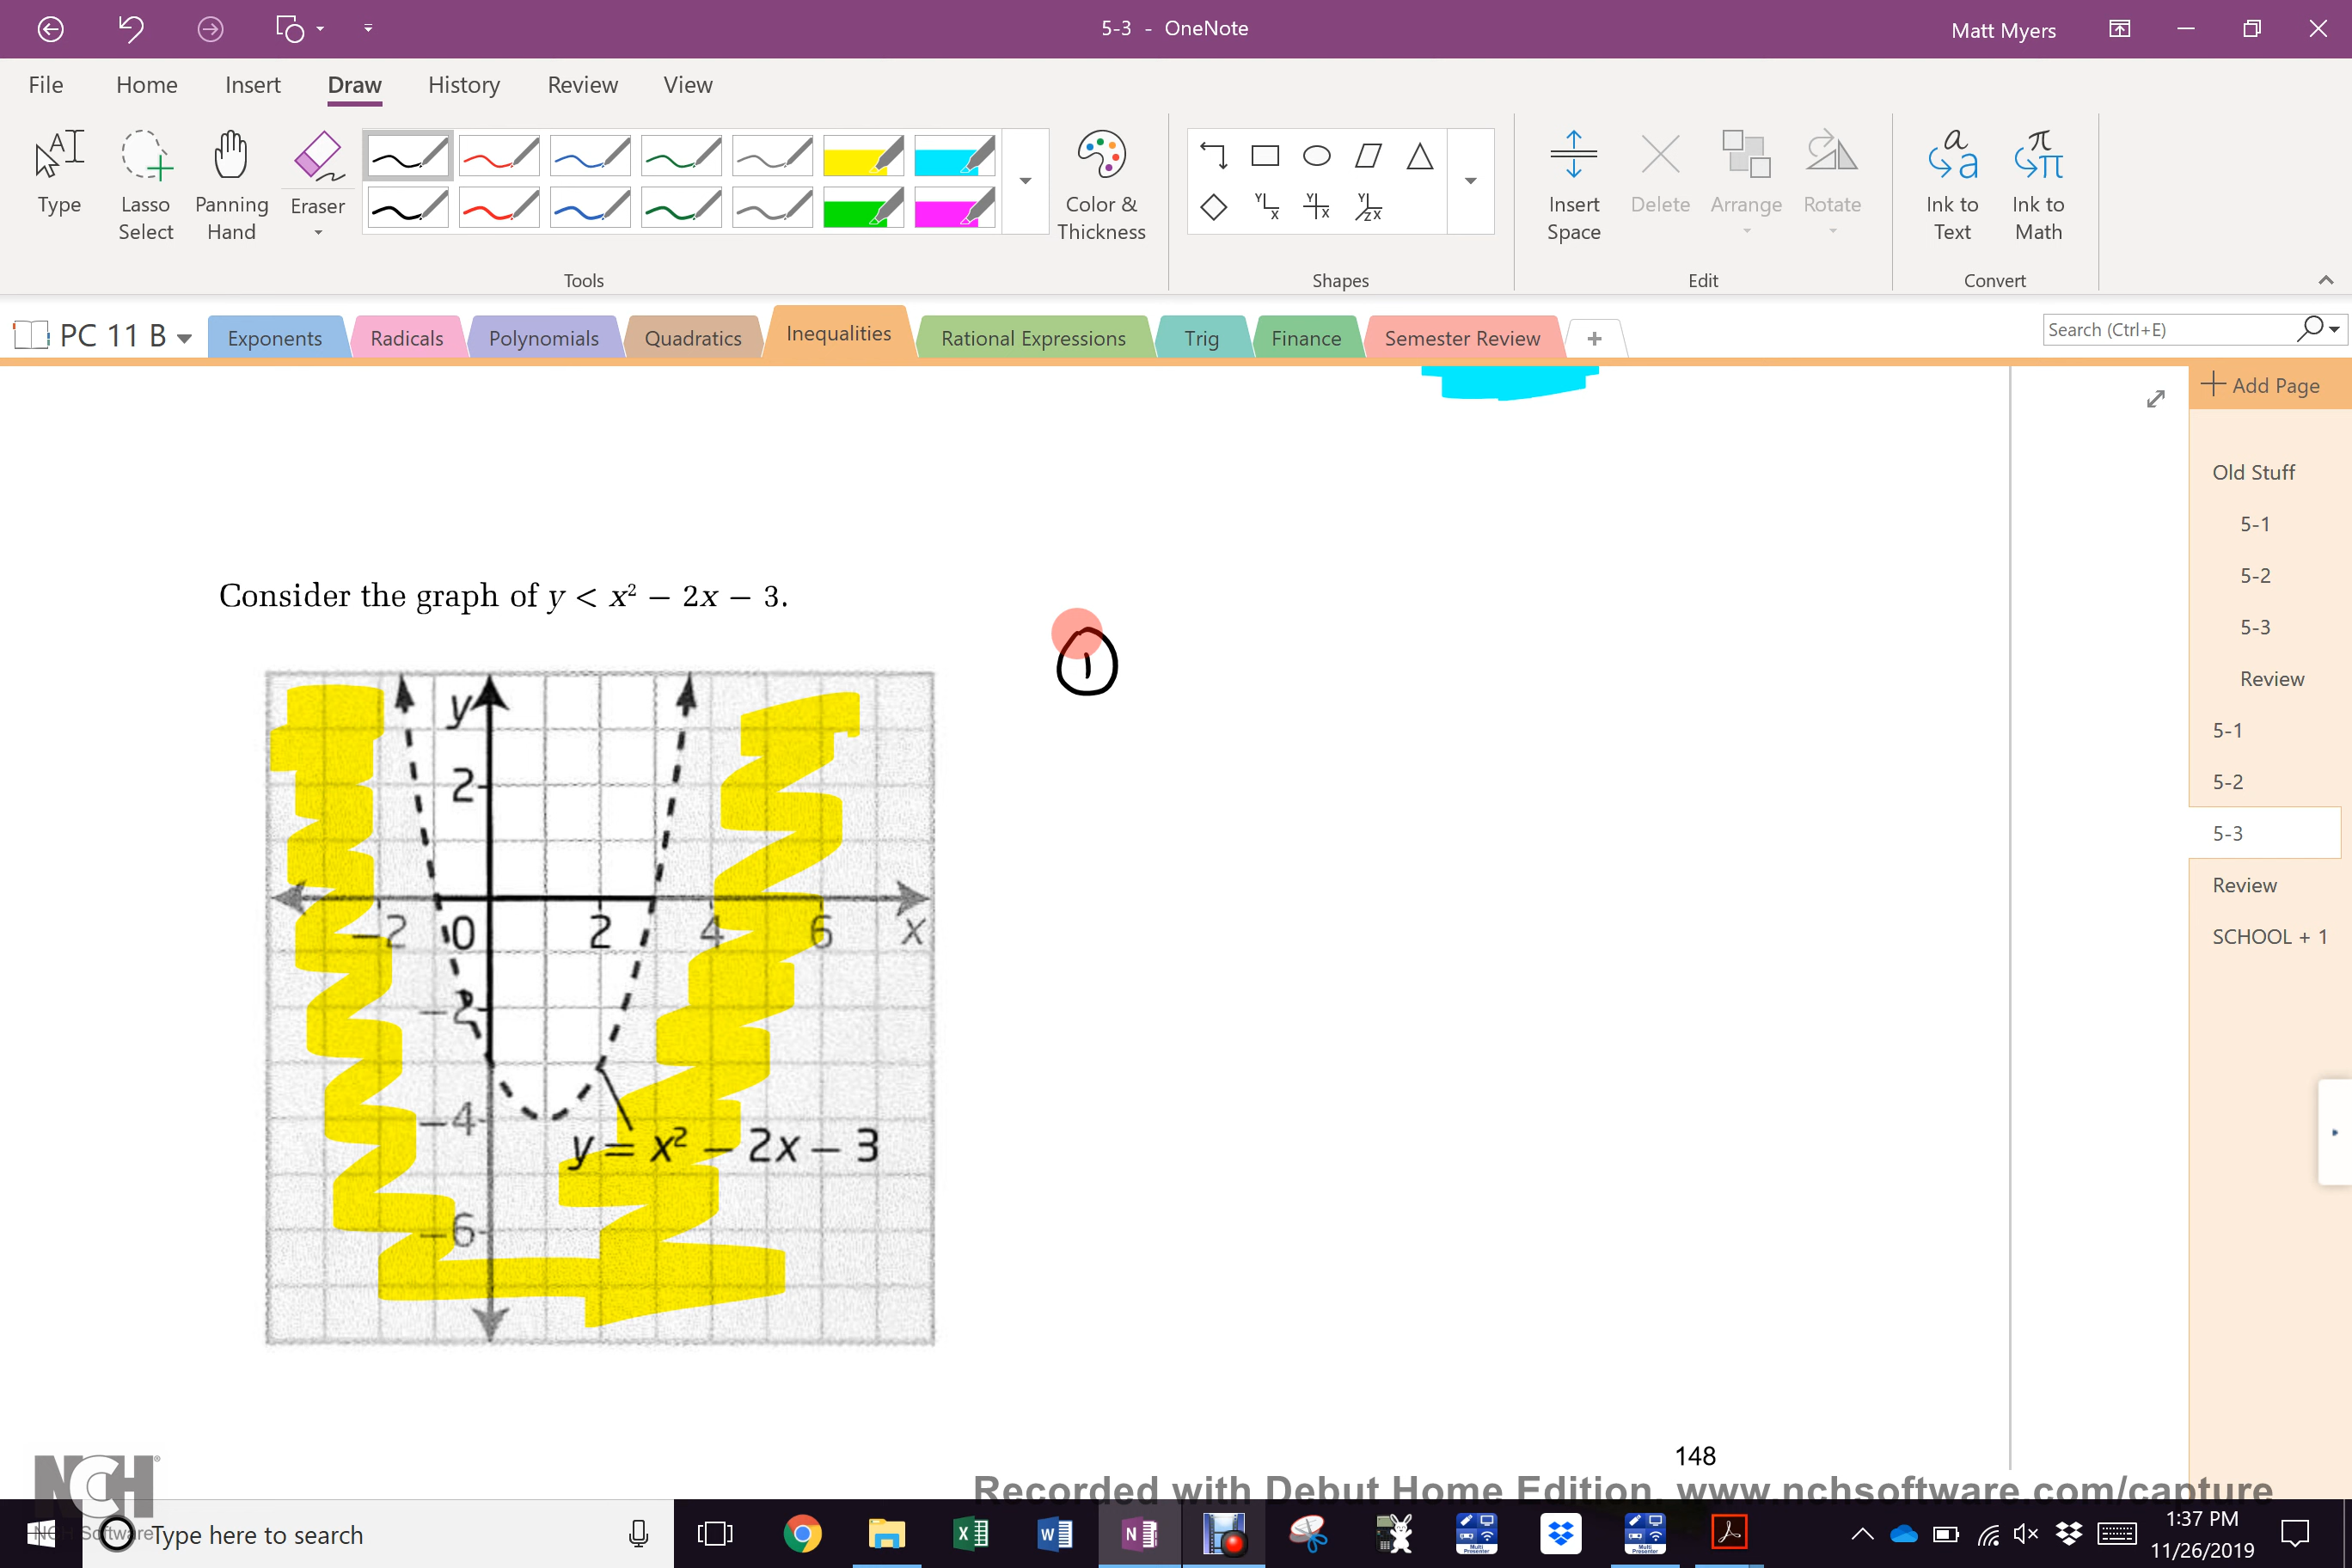 5-3 - OneNote
Matt Myers
File Home Insert Draw History Review View
Type
Lasso Select
Panning Hand
Eraser
Color & Thickness
Insert Space
Delete
Arrange
Rotate
Ink to Text
Ink to Math
Tools
Shapes
Edit
Convert
PC 11 B
Exponents Radicals Polynomials Quadratics Inequalities Rational Expressions Trig Finance Semester Review
Search (Ctrl+E)
Add Page
Old Stuff
5-1
5-2
5-3
Review
5-1
5-2
5-3
Review
SCHOOL + 1
Consider the graph of y < x² − 2x − 3.
1
y
2
−2 0 2 4 6 x
−2
−4
y = x² − 2x − 3
−6
148
NCH®
NCH Software
Recorded with Debut Home Edition. www.nchsoftware.com/capture
Type here to search
1:37 PM
11/26/2019